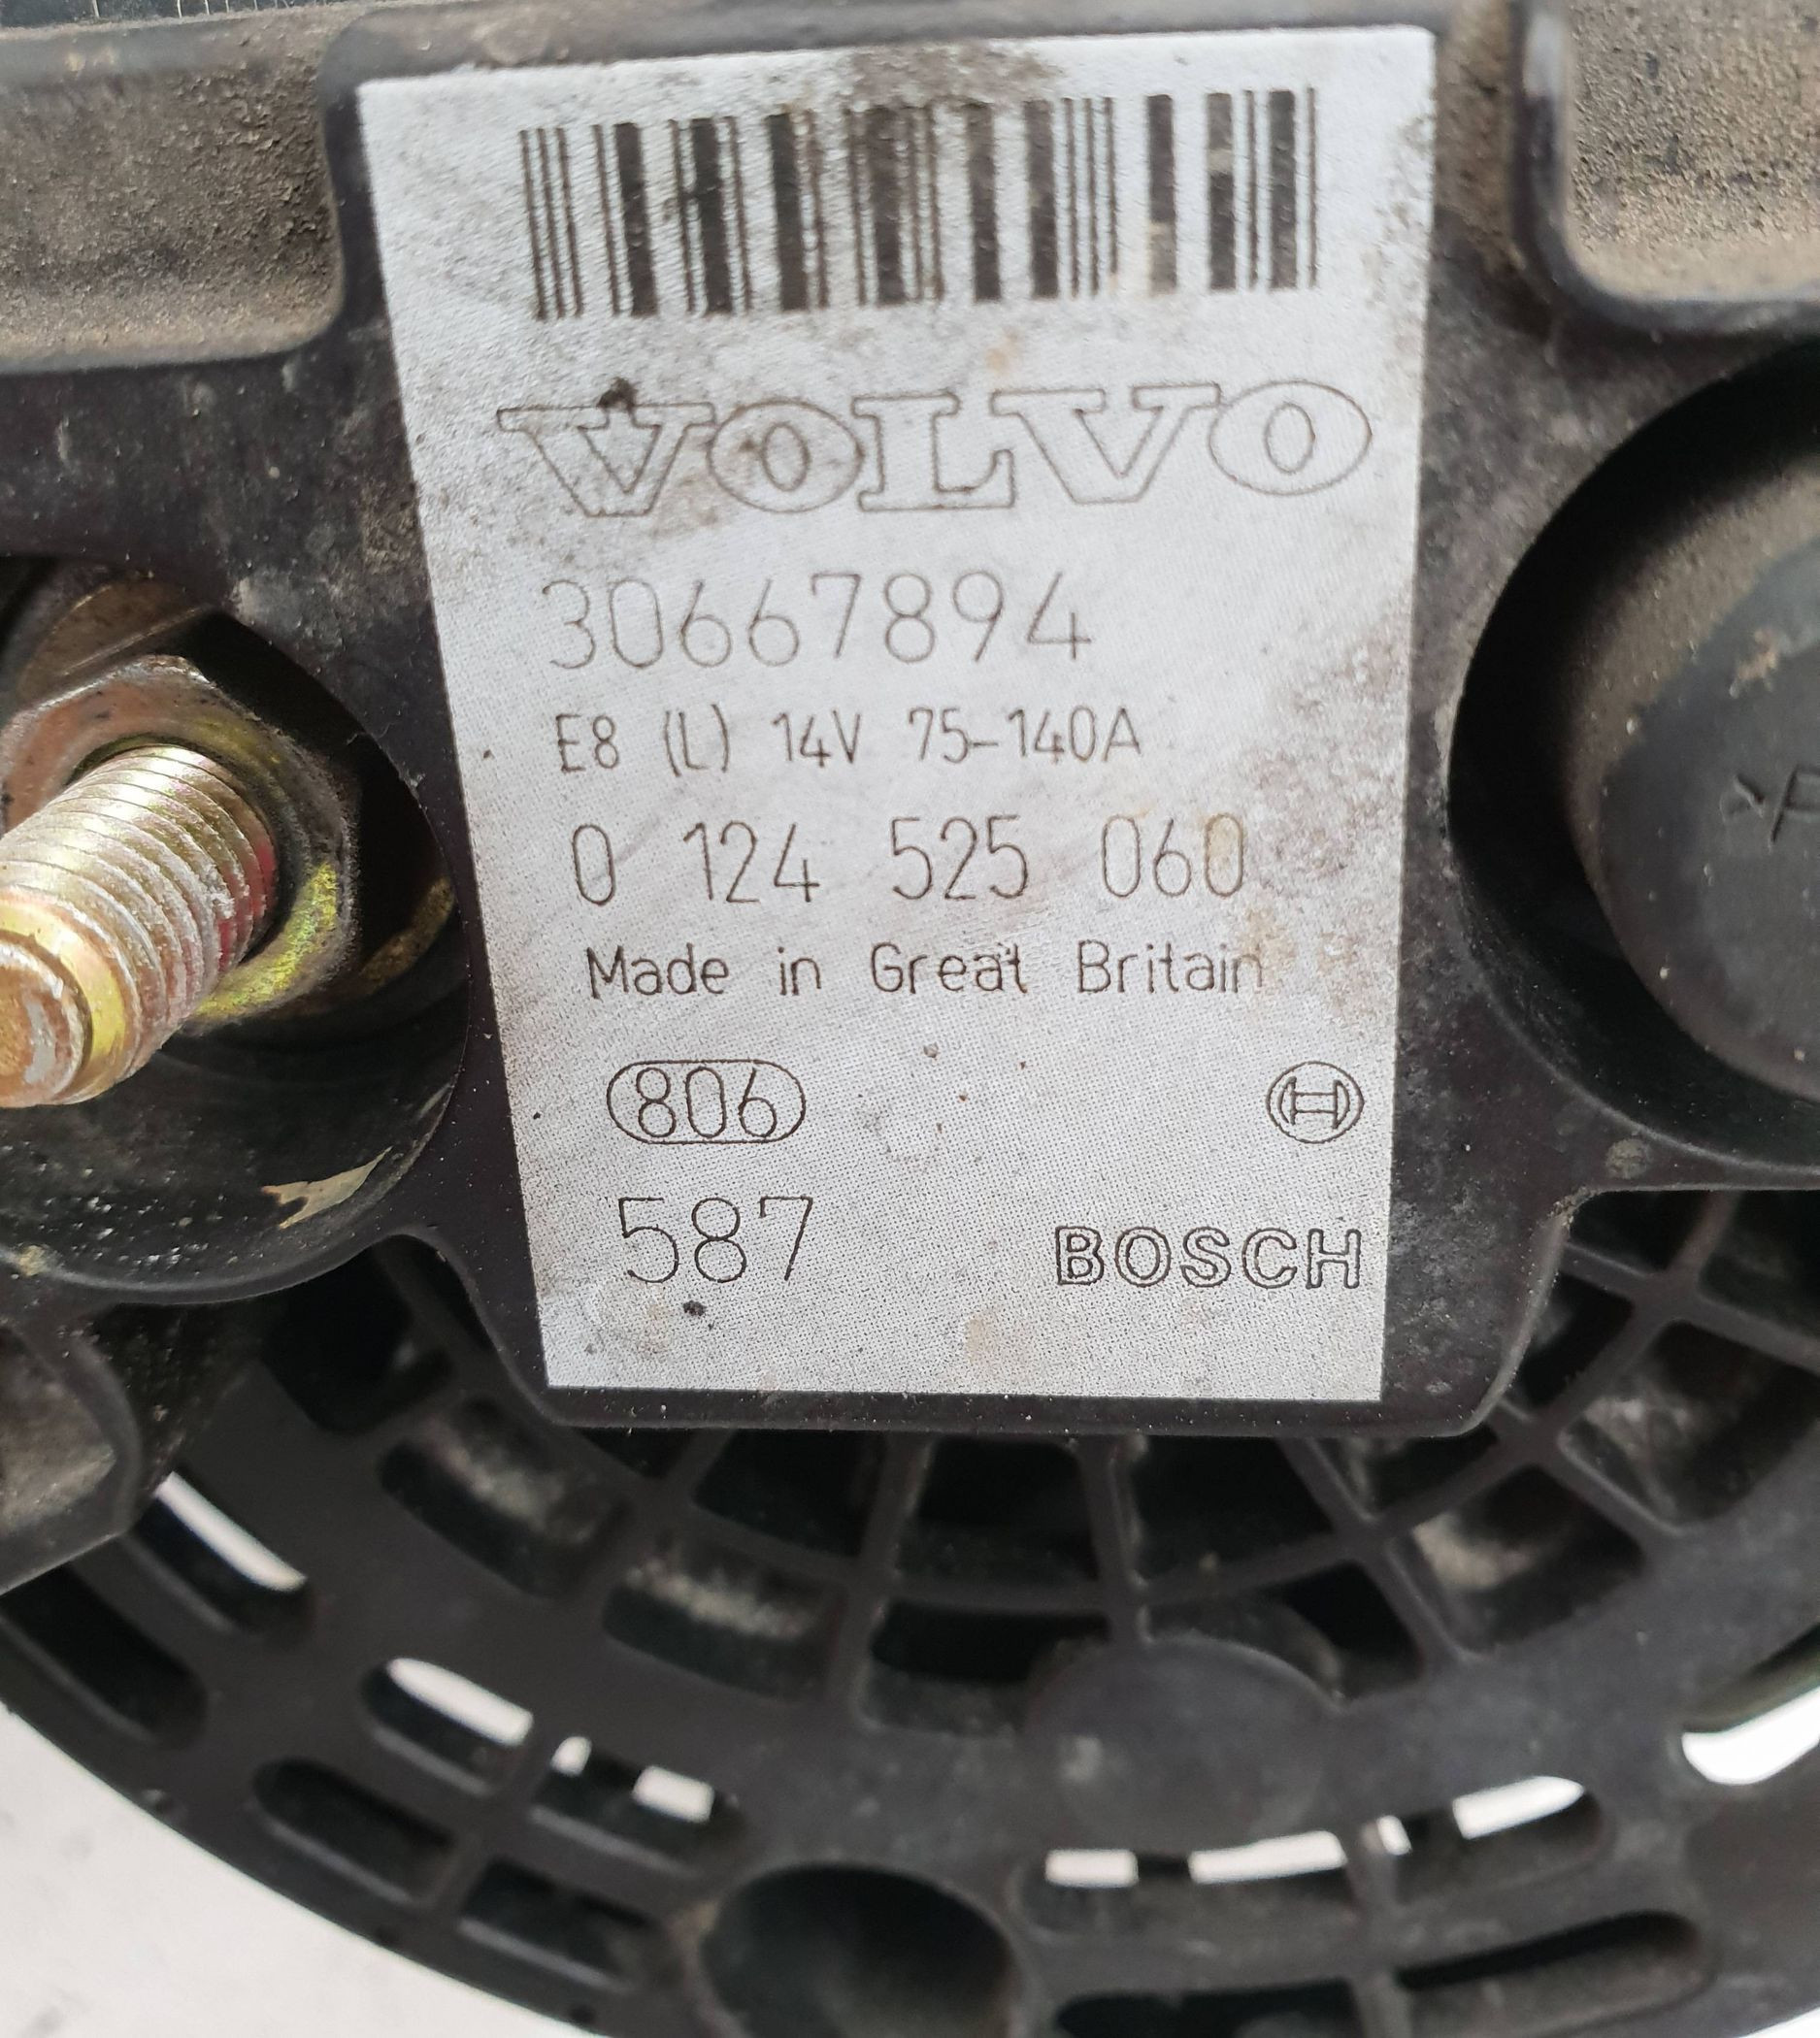 VOLVO
30667894
E8 (L) 14V 75-140A
0 124 525 060
Made in Great Britain
806
587 BOSCH